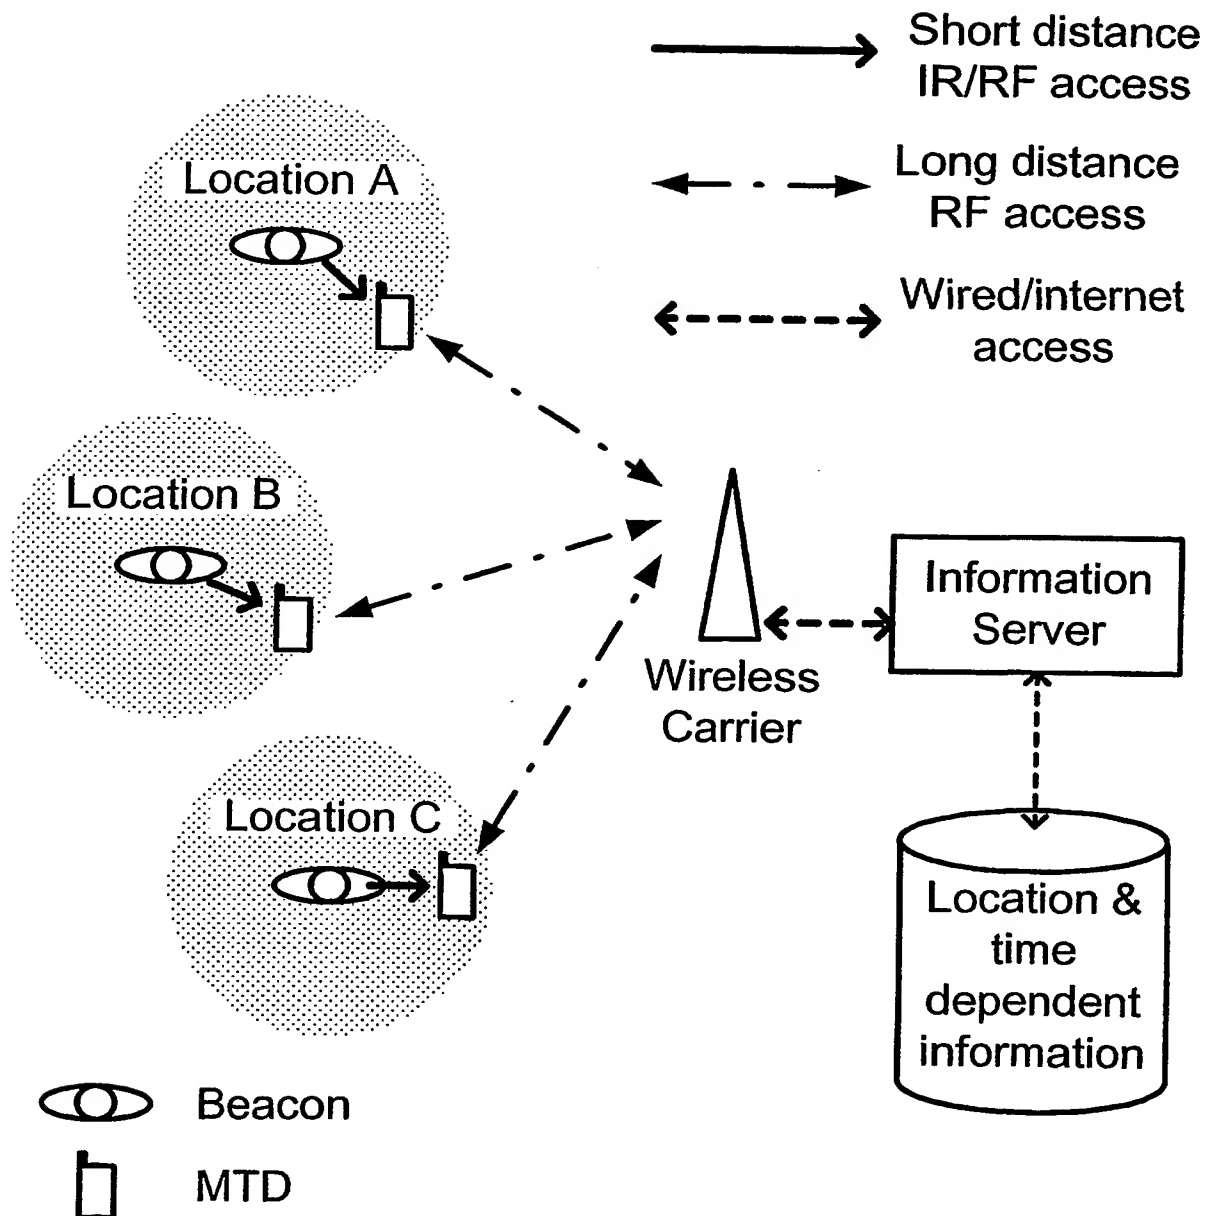 Short distance
IR/RF access
Long distance
RF access
Wired/internet
access
Location A
Location B
Location C
Wireless
Carrier
Information
Server
Location &
time
dependent
information
Beacon
MTD